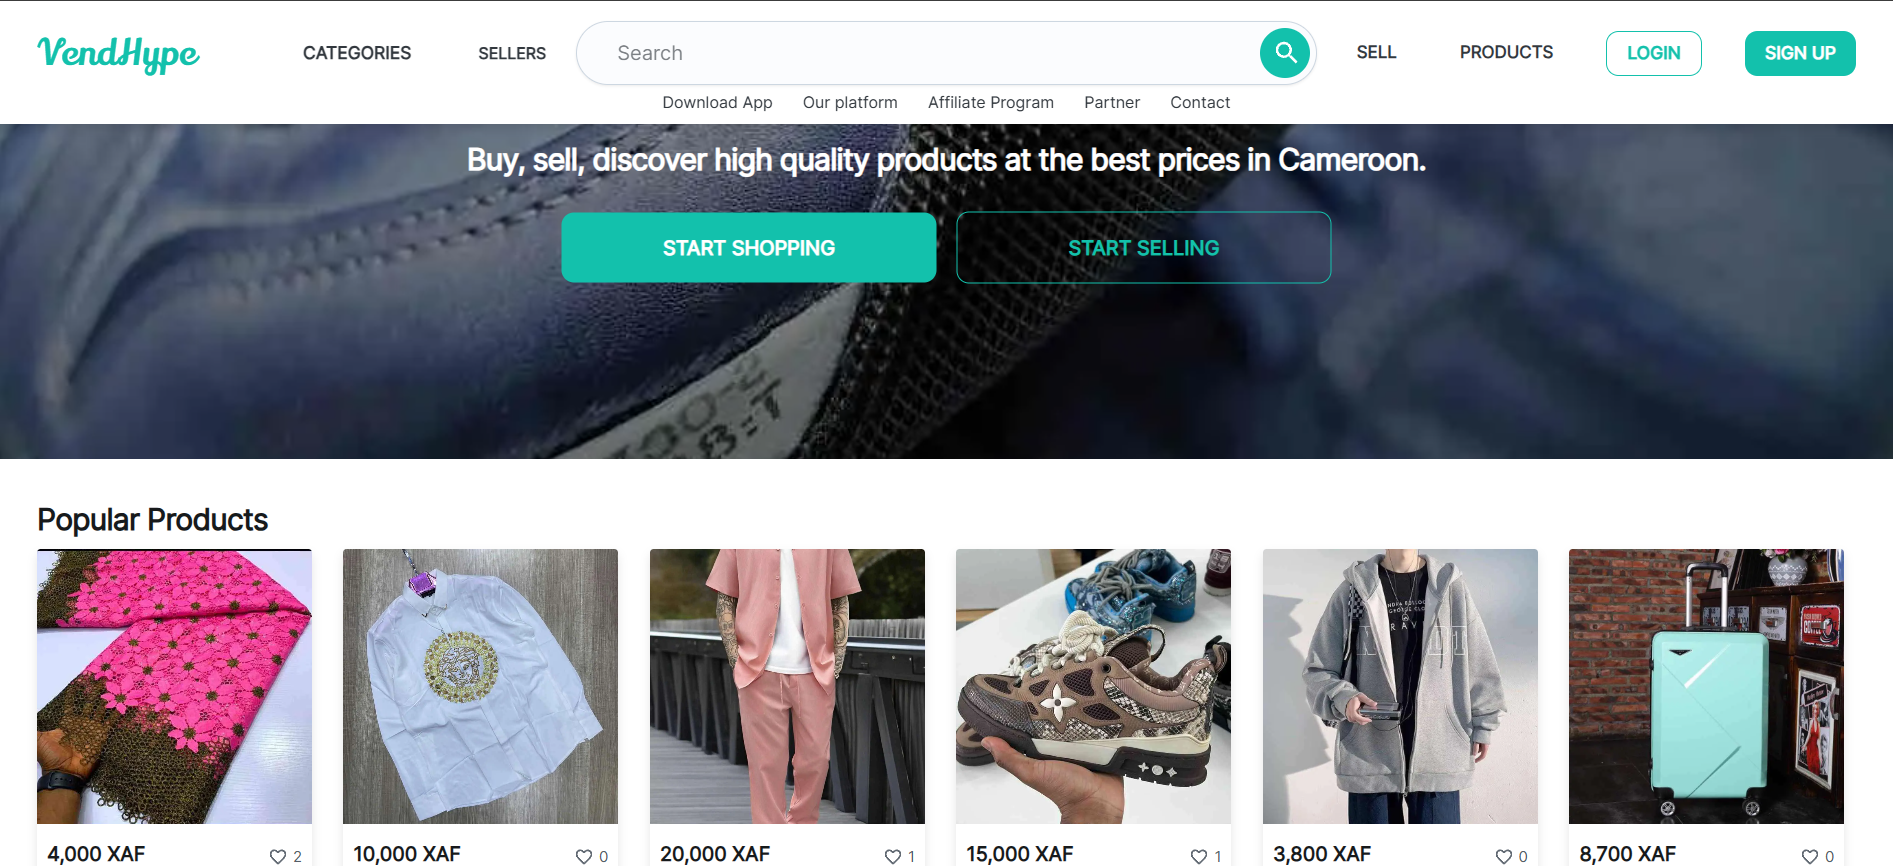 VendHype
CATEGORIES
SELLERS
Search
SELL
PRODUCTS
LOGIN
SIGN UP
Download App
Our platform
Affiliate Program
Partner
Contact
Buy, sell, discover high quality products at the best prices in Cameroon.
START SHOPPING
START SELLING
Popular Products
4,000 XAF
2
10,000 XAF
0
20,000 XAF
1
15,000 XAF
1
3,800 XAF
0
8,700 XAF
0